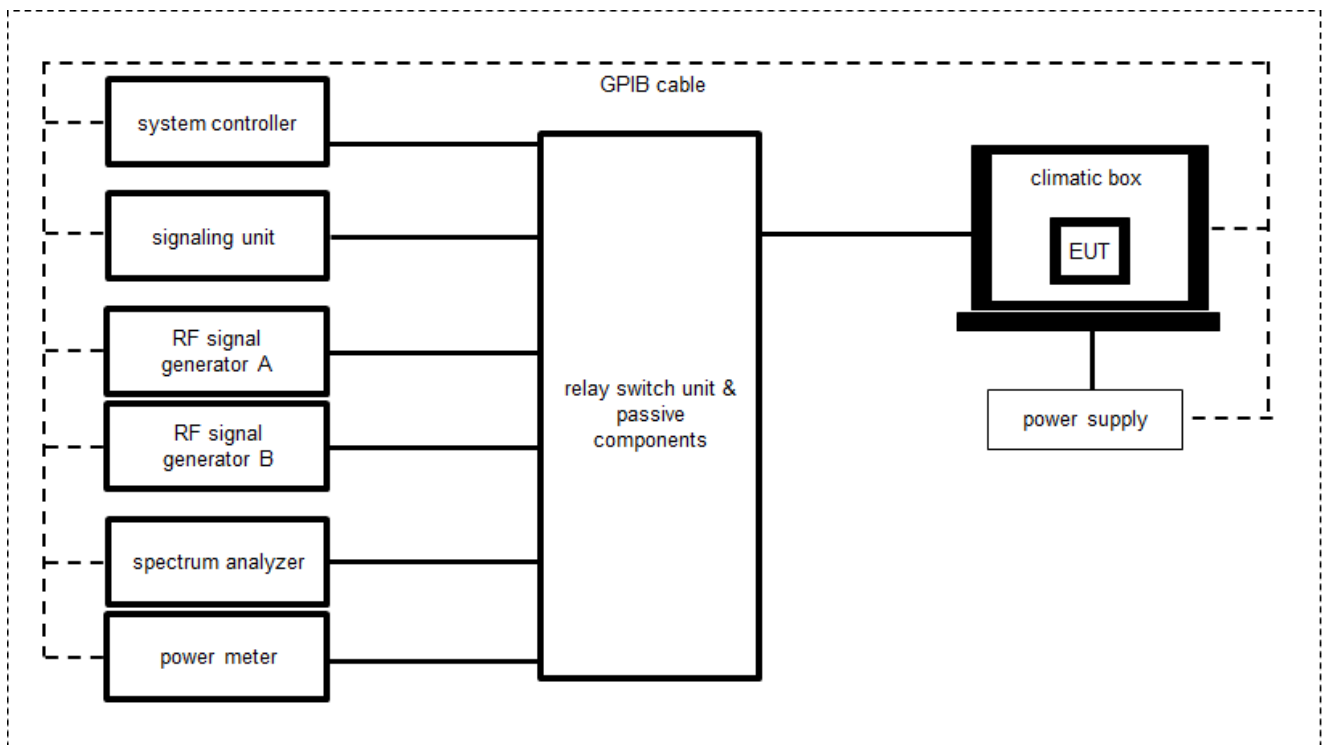 GPIB cable
system controller
signaling unit
RF signal
generator A
RF signal
generator B
spectrum analyzer
power meter
relay switch unit &
passive
components
climatic box
EUT
power supply